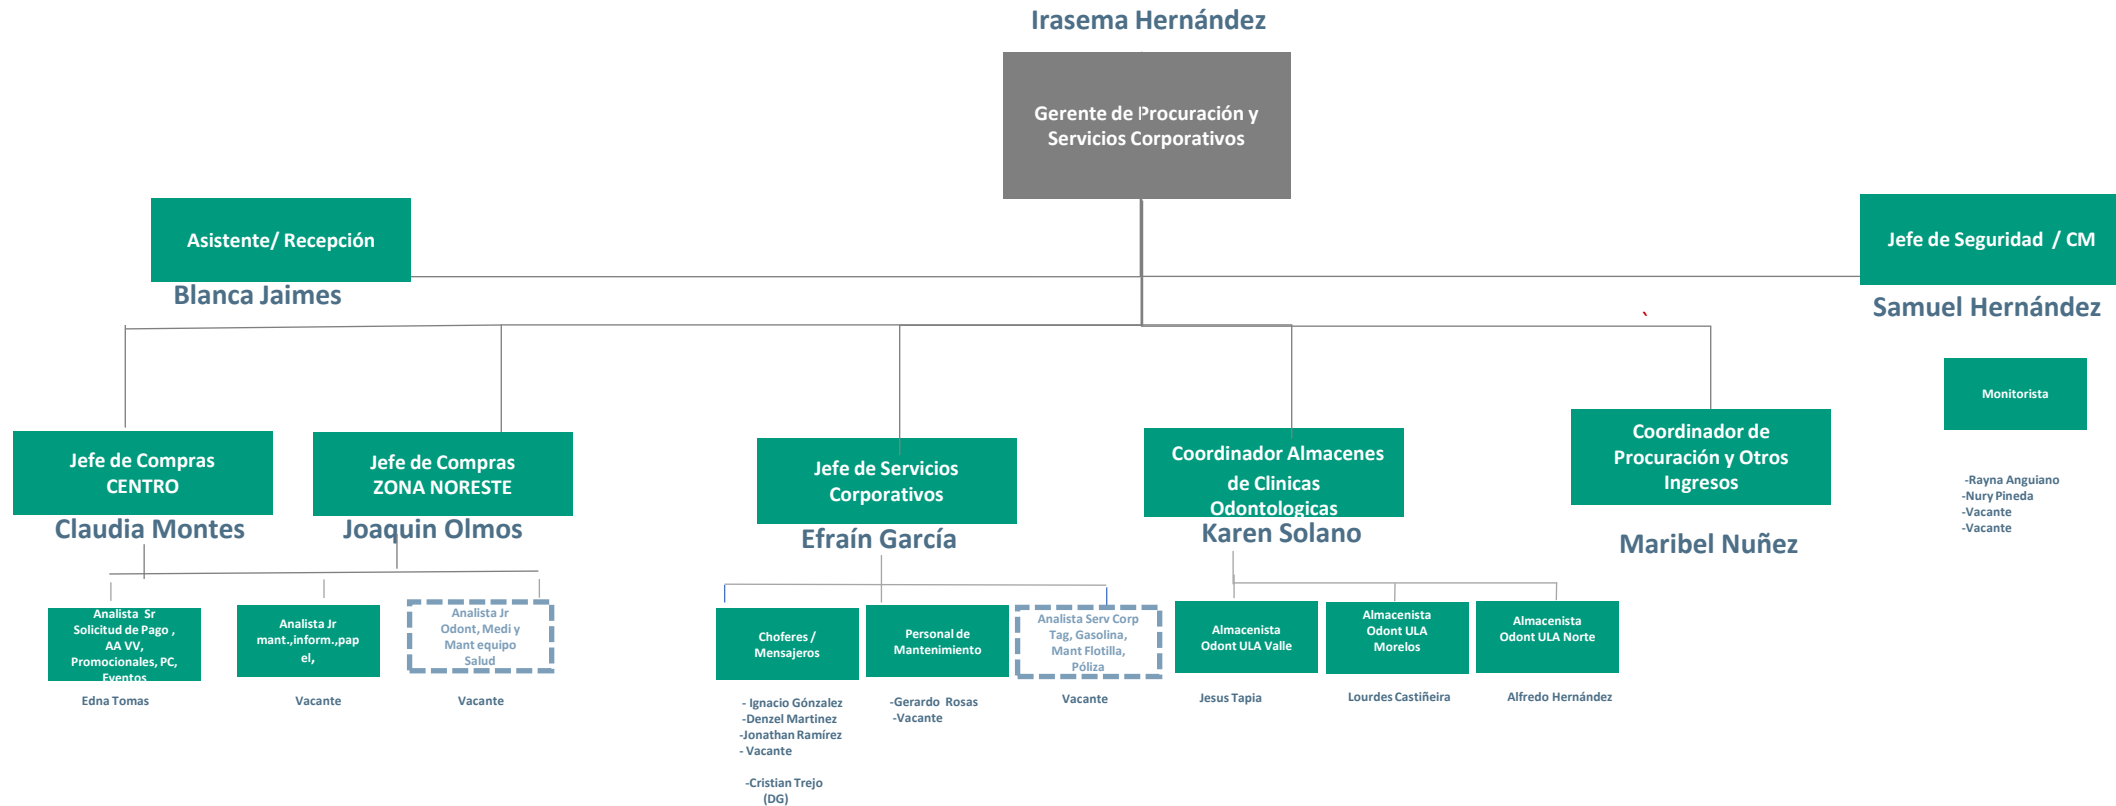 Irasema Hernández
Gerente de Procuración y
Servicios Corporativos
Asistente/ Recepción
Blanca Jaimes
Jefe de Seguridad / CM
Samuel Hernández
`
Monitorista
-Rayna Anguiano
-Nury Pineda
-Vacante
-Vacante
Jefe de Compras
CENTRO
Claudia Montes
Jefe de Compras
ZONA NORESTE
Joaquin Olmos
Jefe de Servicios
Corporativos
Efraín García
Coordinador Almacenes
de Clinicas
Odontologicas
Karen Solano
Coordinador de
Procuración y Otros
Ingresos
Maribel Nuñez
Analista Sr
Solicitud de Pago ,
AA VV,
Promocionales, PC,
Eventos
Edna Tomas
Analista Jr
mant.,inform.,pap
el,
Vacante
Analista Jr
Odont, Medi y
Mant equipo
Salud
Vacante
Choferes /
Mensajeros
- Ignacio Gónzalez
-Denzel Martinez
-Jonathan Ramírez
- Vacante
-Cristian Trejo
(DG)
Personal de
Mantenimiento
-Gerardo Rosas
-Vacante
Analista Serv Corp
Tag, Gasolina,
Mant Flotilla,
Póliza
Vacante
Almacenista
Odont ULA Valle
Jesus Tapia
Almacenista
Odont ULA
Morelos
Lourdes Castiñeira
Almacenista
Odont ULA Norte
Alfredo Hernández